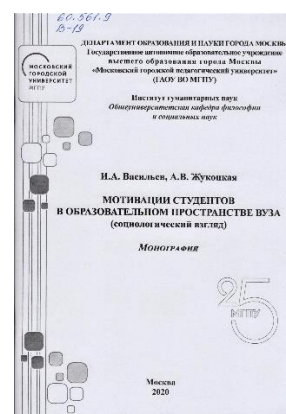 60.561.9
В-19
ДЕПАРТАМЕНТ ОБРАЗОВАНИЯ И НАУКИ ГОРОДА МОСКВЫ
Государственное автономное образовательное учреждение
высшего образования города Москвы
«Московский городской педагогический университет»
(ГАОУ ВО МГПУ)
МОСКОВСКИЙ
ГОРОДСКОЙ
УНИВЕРСИТЕТ
МГПУ
Институт гуманитарных наук
Общеуниверситетская кафедра философии
и социальных наук
И.А. Васильев, А.В. Жукоцкая
МОТИВАЦИИ СТУДЕНТОВ
В ОБРАЗОВАТЕЛЬНОМ ПРОСТРАНСТВЕ ВУЗА
(социологический взгляд)
МОНОГРАФИЯ
25
МГПУ
Москва
2020